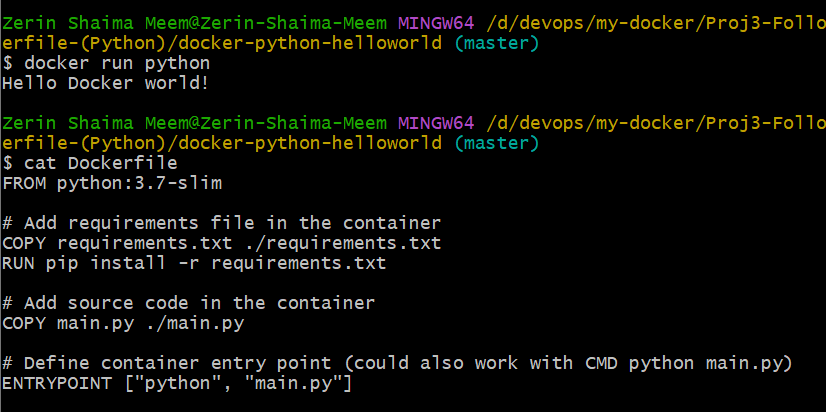 Zerin Shaima Meem@Zerin-Shaima-Meem MINGW64 /d/devops/my-docker/Proj3-Follo
erfile-(Python)/docker-python-helloworld (master)
$ docker run python
Hello Docker world!
Zerin Shaima Meem@Zerin-Shaima-Meem MINGW64 /d/devops/my-docker/Proj3-Follo
erfile-(Python)/docker-python-helloworld (master)
$ cat Dockerfile
FROM python:3.7-slim
# Add requirements file in the container
COPY requirements.txt ./requirements.txt
RUN pip install -r requirements.txt
# Add source code in the container
COPY main.py ./main.py
# Define container entry point (could also work with CMD python main.py)
ENTRYPOINT ["python", "main.py"]